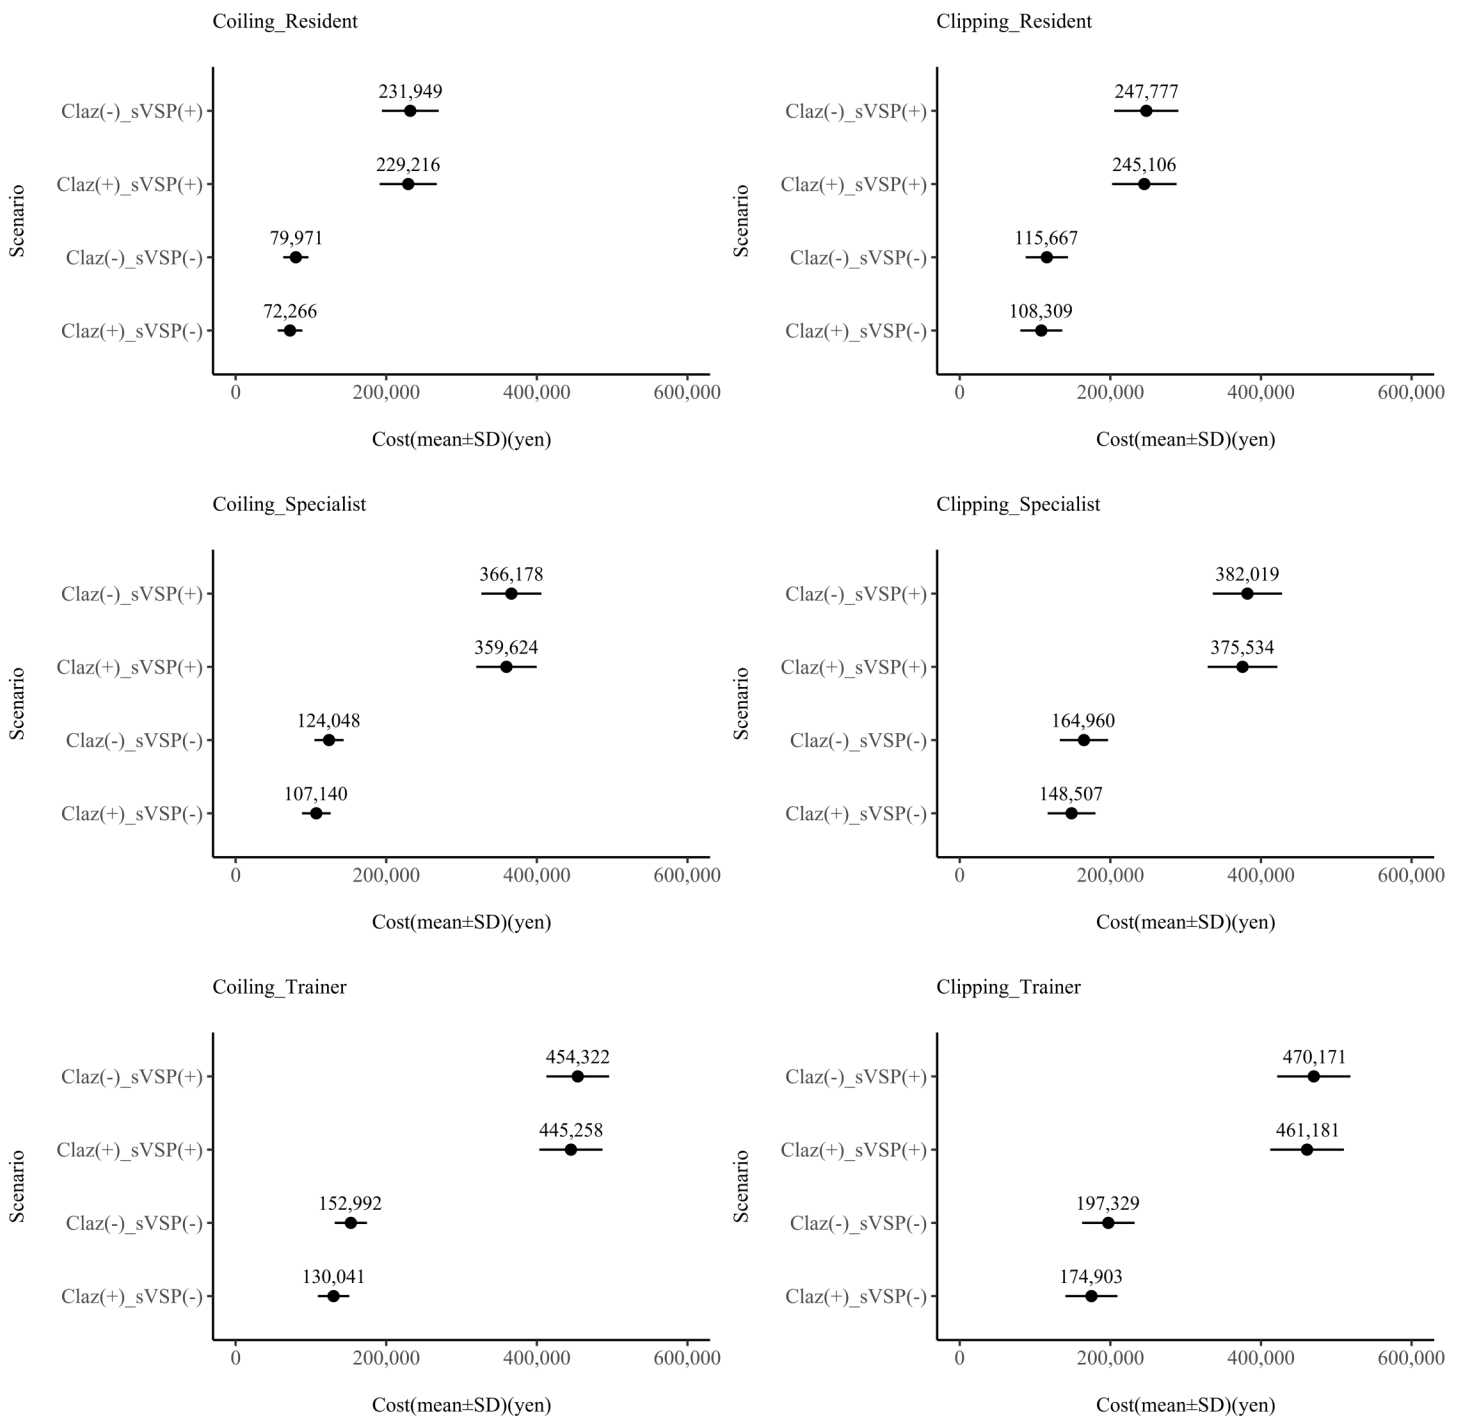 Coiling_Resident
Scenario
Claz(-)_sVSP(+)
231,949
Claz(+)_sVSP(+)
229,216
Claz(-)_sVSP(-)
79,971
Claz(+)_sVSP(-)
72,266
0 200,000 400,000 600,000
Cost(mean±SD)(yen)
Clipping_Resident
Scenario
Claz(-)_sVSP(+)
247,777
Claz(+)_sVSP(+)
245,106
Claz(-)_sVSP(-)
115,667
Claz(+)_sVSP(-)
108,309
0 200,000 400,000 600,000
Cost(mean±SD)(yen)
Coiling_Specialist
Scenario
Claz(-)_sVSP(+)
366,178
Claz(+)_sVSP(+)
359,624
Claz(-)_sVSP(-)
124,048
Claz(+)_sVSP(-)
107,140
0 200,000 400,000 600,000
Cost(mean±SD)(yen)
Clipping_Specialist
Scenario
Claz(-)_sVSP(+)
382,019
Claz(+)_sVSP(+)
375,534
Claz(-)_sVSP(-)
164,960
Claz(+)_sVSP(-)
148,507
0 200,000 400,000 600,000
Cost(mean±SD)(yen)
Coiling_Trainer
Scenario
Claz(-)_sVSP(+)
454,322
Claz(+)_sVSP(+)
445,258
Claz(-)_sVSP(-)
152,992
Claz(+)_sVSP(-)
130,041
0 200,000 400,000 600,000
Cost(mean±SD)(yen)
Clipping_Trainer
Scenario
Claz(-)_sVSP(+)
470,171
Claz(+)_sVSP(+)
461,181
Claz(-)_sVSP(-)
197,329
Claz(+)_sVSP(-)
174,903
0 200,000 400,000 600,000
Cost(mean±SD)(yen)